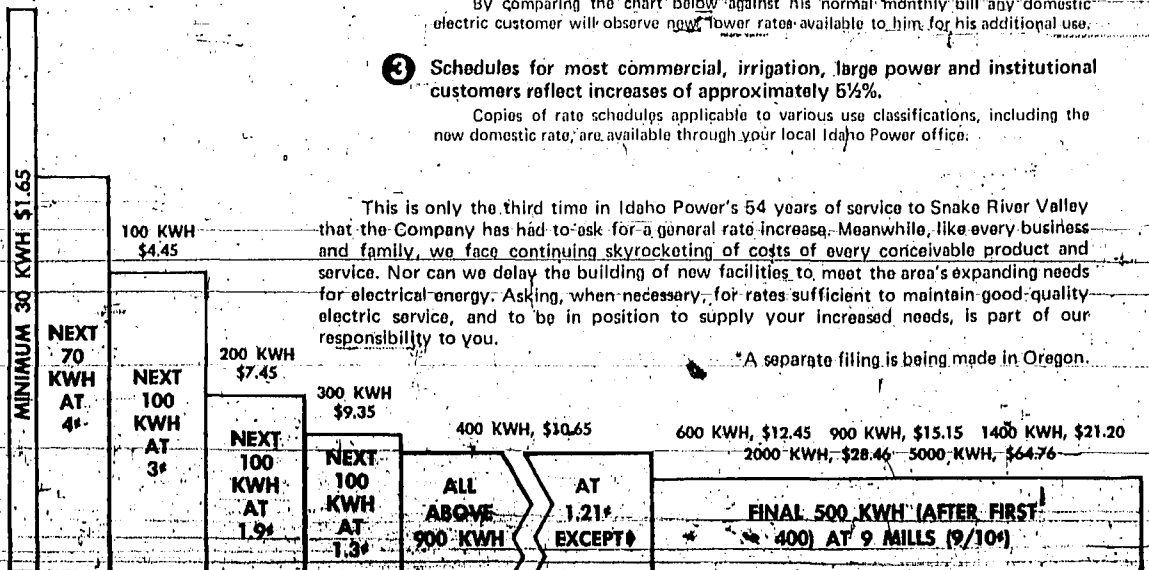 By comparing the chart below against his normal monthly bill any domestic
electric customer will observe new lower rates available to him for his additional use.
3 Schedules for most commercial, irrigation, large power and institutional
customers reflect increases of approximately 5½%.
Copies of rate schedules applicable to various use classifications, including the
new domestic rate, are available through your local Idaho Power office.
This is only the third time in Idaho Power's 54 years of service to Snake River Valley
that the Company has had to ask for a general rate increase. Meanwhile, like every business
and family, we face continuing skyrocketing of costs of every conceivable product and
service. Nor can we delay the building of new facilities to meet the area's expanding needs
for electrical energy. Asking, when necessary, for rates sufficient to maintain good quality
electric service, and to be in position to supply your increased needs, is part of our
responsibility to you.
*A separate filing is being made in Oregon.
MINIMUM 30 KWH $1.65
NEXT
70
KWH
AT
4¢
100 KWH
$4.45
NEXT
100
KWH
AT
3¢
200 KWH
$7.45
NEXT
100
KWH
AT
1.9¢
300 KWH
$9.35
NEXT
100
KWH
AT
1.3¢
400 KWH, $10.65
ALL
ABOVE
900 KWH
AT
1.21¢
EXCEPT
600 KWH, $12.45 900 KWH, $15.15 1400 KWH, $21.20
2000 KWH, $28.46 5000 KWH, $64.76
FINAL 500 KWH (AFTER FIRST
400) AT 9 MILLS (9/10¢)